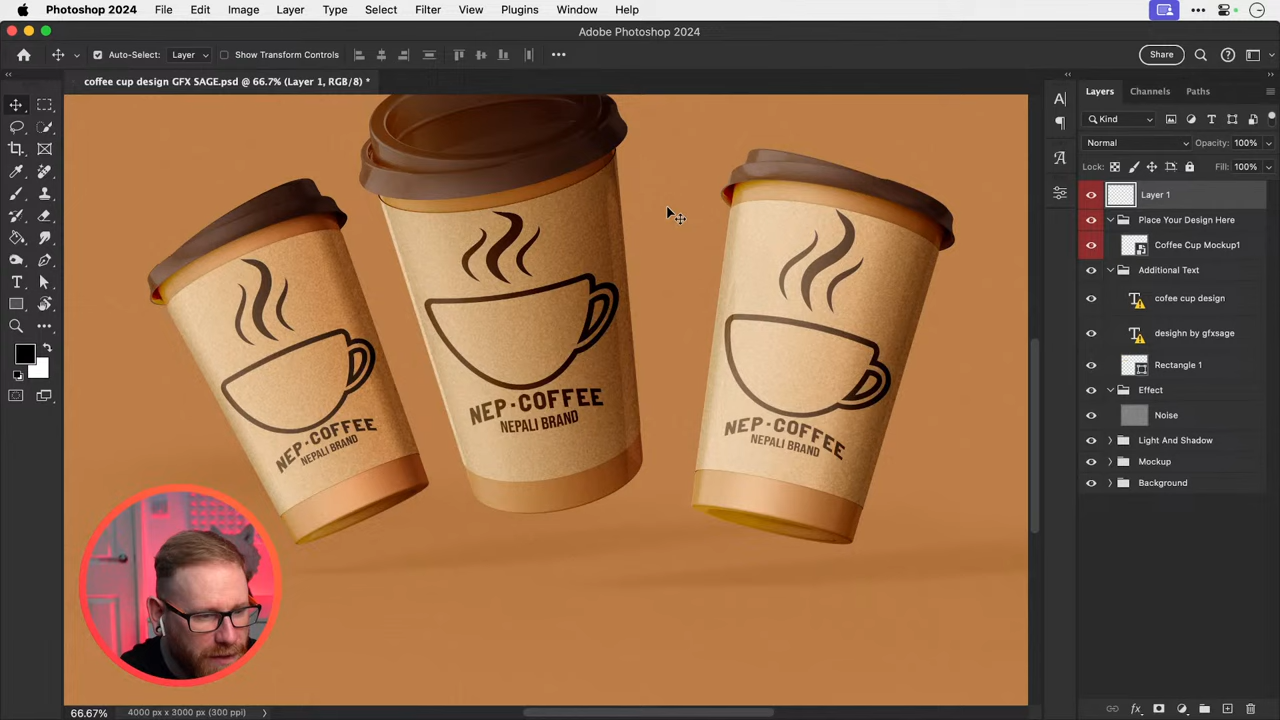 Photoshop 2024 File Edit Image Layer Type Select Filter View Plugins Window Help
Adobe Photoshop 2024
Auto-Select: Layer Show Transform Controls Share
coffee cup design GFX SAGE.psd @ 66.7% (Layer 1, RGB/8) *
NEP·COFFEE
NEPALI BRAND
NEP·COFFEE
NEPALI BRAND
NEP·COFFEE
NEPALI BRAND
Layers Channels Paths
Kind
Normal Opacity: 100%
Lock: Fill: 100%
Layer 1
Place Your Design Here
Coffee Cup Mockup1
Additional Text
cofee cup design
desighn by gfxsage
Rectangle 1
Effect
Noise
Light And Shadow
Mockup
Background
66.67% 4000 px x 3000 px (300 ppi)